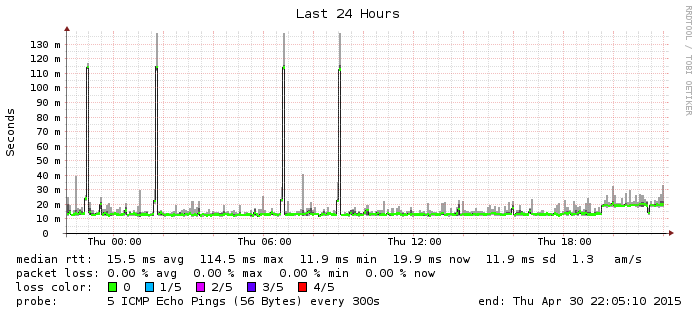 Last 24 Hours
RRDTOOL / TOBI OETIKER
Seconds
130 m
120 m
110 m
100 m
90 m
80 m
70 m
60 m
50 m
40 m
30 m
20 m
10 m
0
Thu 00:00 Thu 06:00 Thu 12:00 Thu 18:00
median rtt: 15.5 ms avg 114.5 ms max 11.9 ms min 19.9 ms now 11.9 ms sd 1.3 am/s
packet loss: 0.00 % avg 0.00 % max 0.00 % min 0.00 % now
loss color: 0 1/5 2/5 3/5 4/5
probe: 5 ICMP Echo Pings (56 Bytes) every 300s end: Thu Apr 30 22:05:10 2015